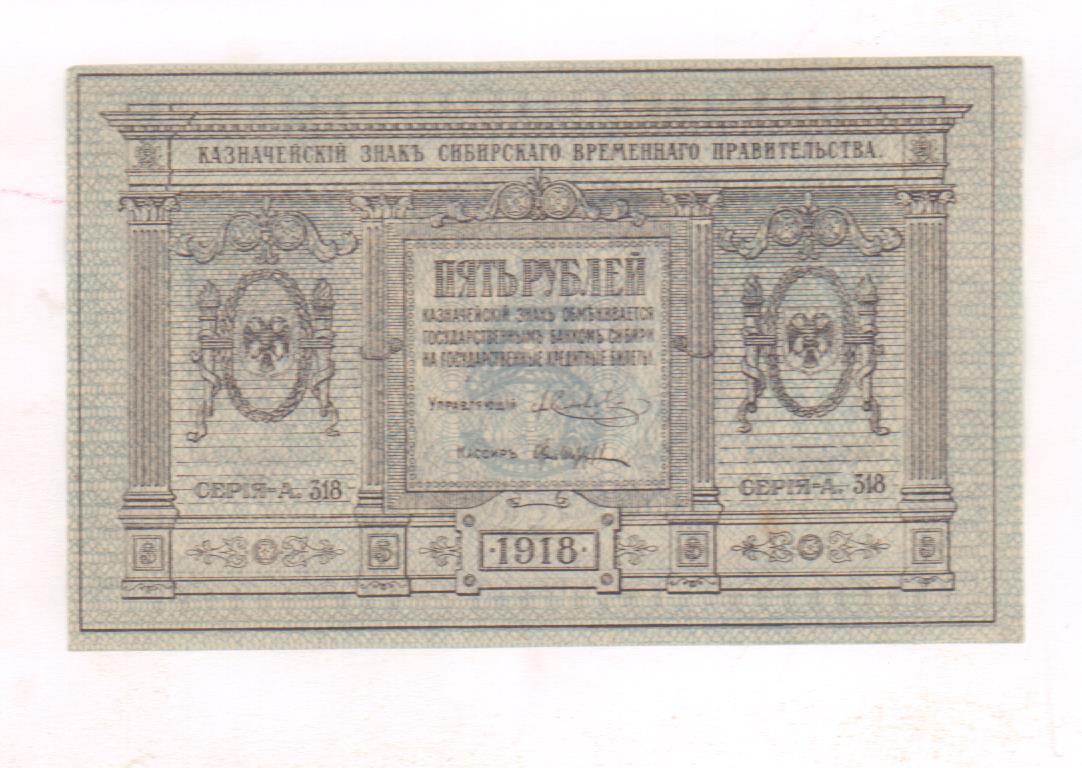 КАЗНАЧЕЙСКІЙ ЗНАКЪ СИБИРСКАГО ВРЕМЕННАГО ПРАВИТЕЛЬСТВА.
ПЯТЬ РУБЛЕЙ
КАЗНАЧЕЙСКІЙ ЗНАКЪ ОБМѢНИВАЕТСЯ
ГОСУДАРСТВЕННЫМЪ БАНКОМЪ СИБИРИ
НА ГОСУДАРСТВЕННЫЕ КРЕДИТНЫЕ БИЛЕТЫ.
УПРАВЛЯЮЩІЙ
КАССИРЪ
СЕРІЯ-А. 318
СЕРІЯ-А. 318
5 5 ·1918· 5 5